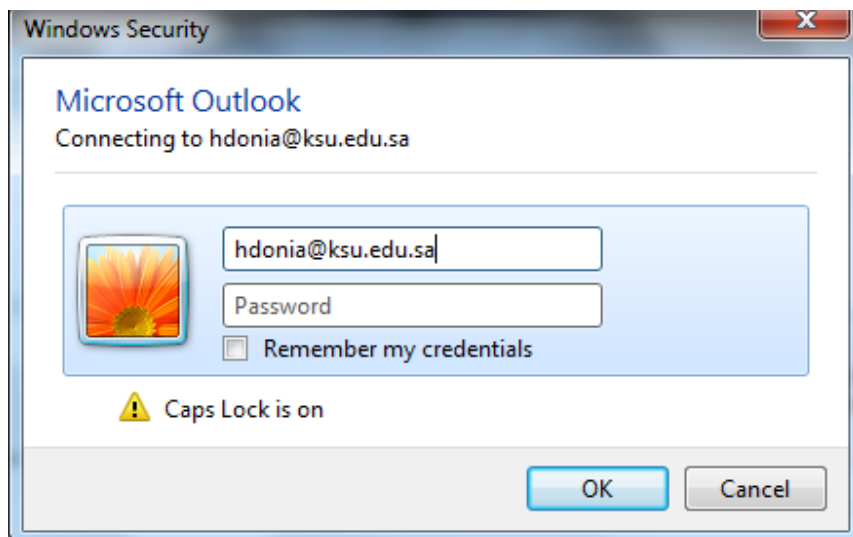 Windows Security
Microsoft Outlook
Connecting to hdonia@ksu.edu.sa
hdonia@ksu.edu.sa
Password
Remember my credentials
Caps Lock is on
OK Cancel